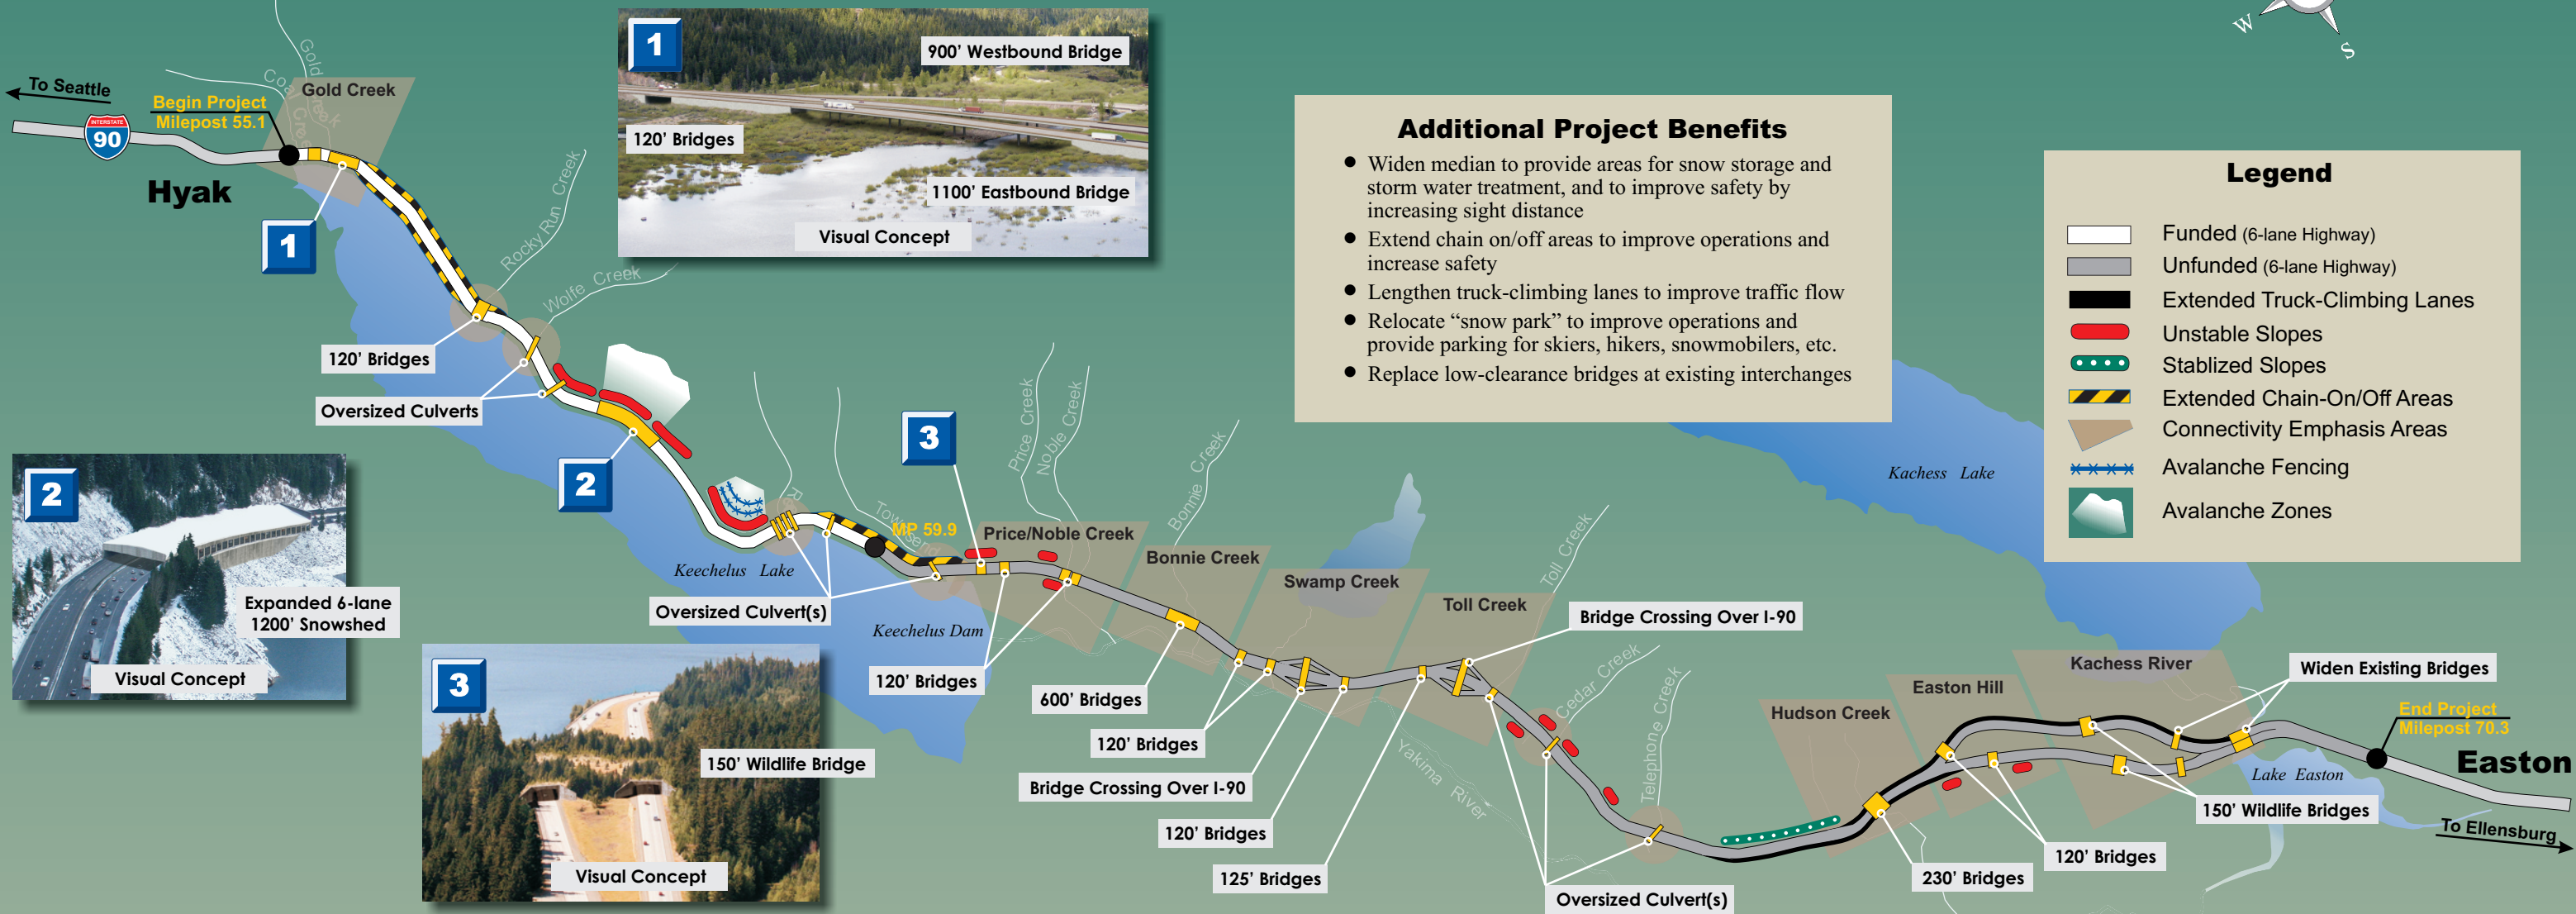 To Seattle
INTERSTATE
90
Begin Project
Milepost 55.1
Hyak
Gold Creek
Coal Creek
Gold Creek
1
Rocky Run Creek
Wolfe Creek
120’ Bridges
Oversized Culverts
2
1
900’ Westbound Bridge
120’ Bridges
1100’ Eastbound Bridge
Visual Concept
2
Expanded 6-lane
1200’ Snowshed
Visual Concept
3
150’ Wildlife Bridge
Visual Concept
Additional Project Benefits
• Widen median to provide areas for snow storage and
storm water treatment, and to improve safety by
increasing sight distance
• Extend chain on/off areas to improve operations and
increase safety
• Lengthen truck-climbing lanes to improve traffic flow
• Relocate “snow park” to improve operations and
provide parking for skiers, hikers, snowmobilers, etc.
• Replace low-clearance bridges at existing interchanges
W
S
Legend
Funded (6-lane Highway)
Unfunded (6-lane Highway)
Extended Truck-Climbing Lanes
Unstable Slopes
Stablized Slopes
Extended Chain-On/Off Areas
Connectivity Emphasis Areas
Avalanche Fencing
Avalanche Zones
Keechelus Lake
Oversized Culvert(s)
Townsend
MP 59.9
3
Price Creek
Noble Creek
Price/Noble Creek
Keechelus Dam
120’ Bridges
Bonnie Creek
Bonnie Creek
600’ Bridges
120’ Bridges
Swamp Creek
Bridge Crossing Over I-90
120’ Bridges
125’ Bridges
Toll Creek
Toll Creek
Bridge Crossing Over I-90
Yakima River
Cedar Creek
Telephone Creek
Oversized Culvert(s)
Kachess Lake
Hudson Creek
Easton Hill
Kachess River
230’ Bridges
120’ Bridges
150’ Wildlife Bridges
Widen Existing Bridges
End Project
Milepost 70.3
Easton
Lake Easton
To Ellensburg